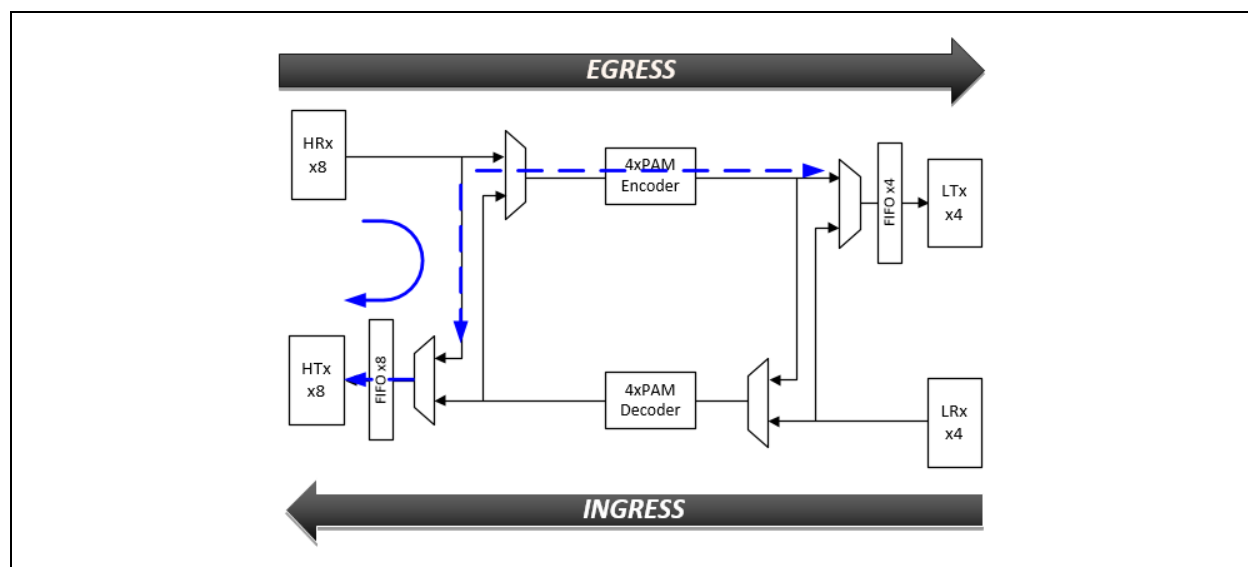 EGRESS
HRx
x8
4xPAM
Encoder
FIFO x4
LTx
x4
HTx
x8
FIFO x8
4xPAM
Decoder
LRx
x4
INGRESS